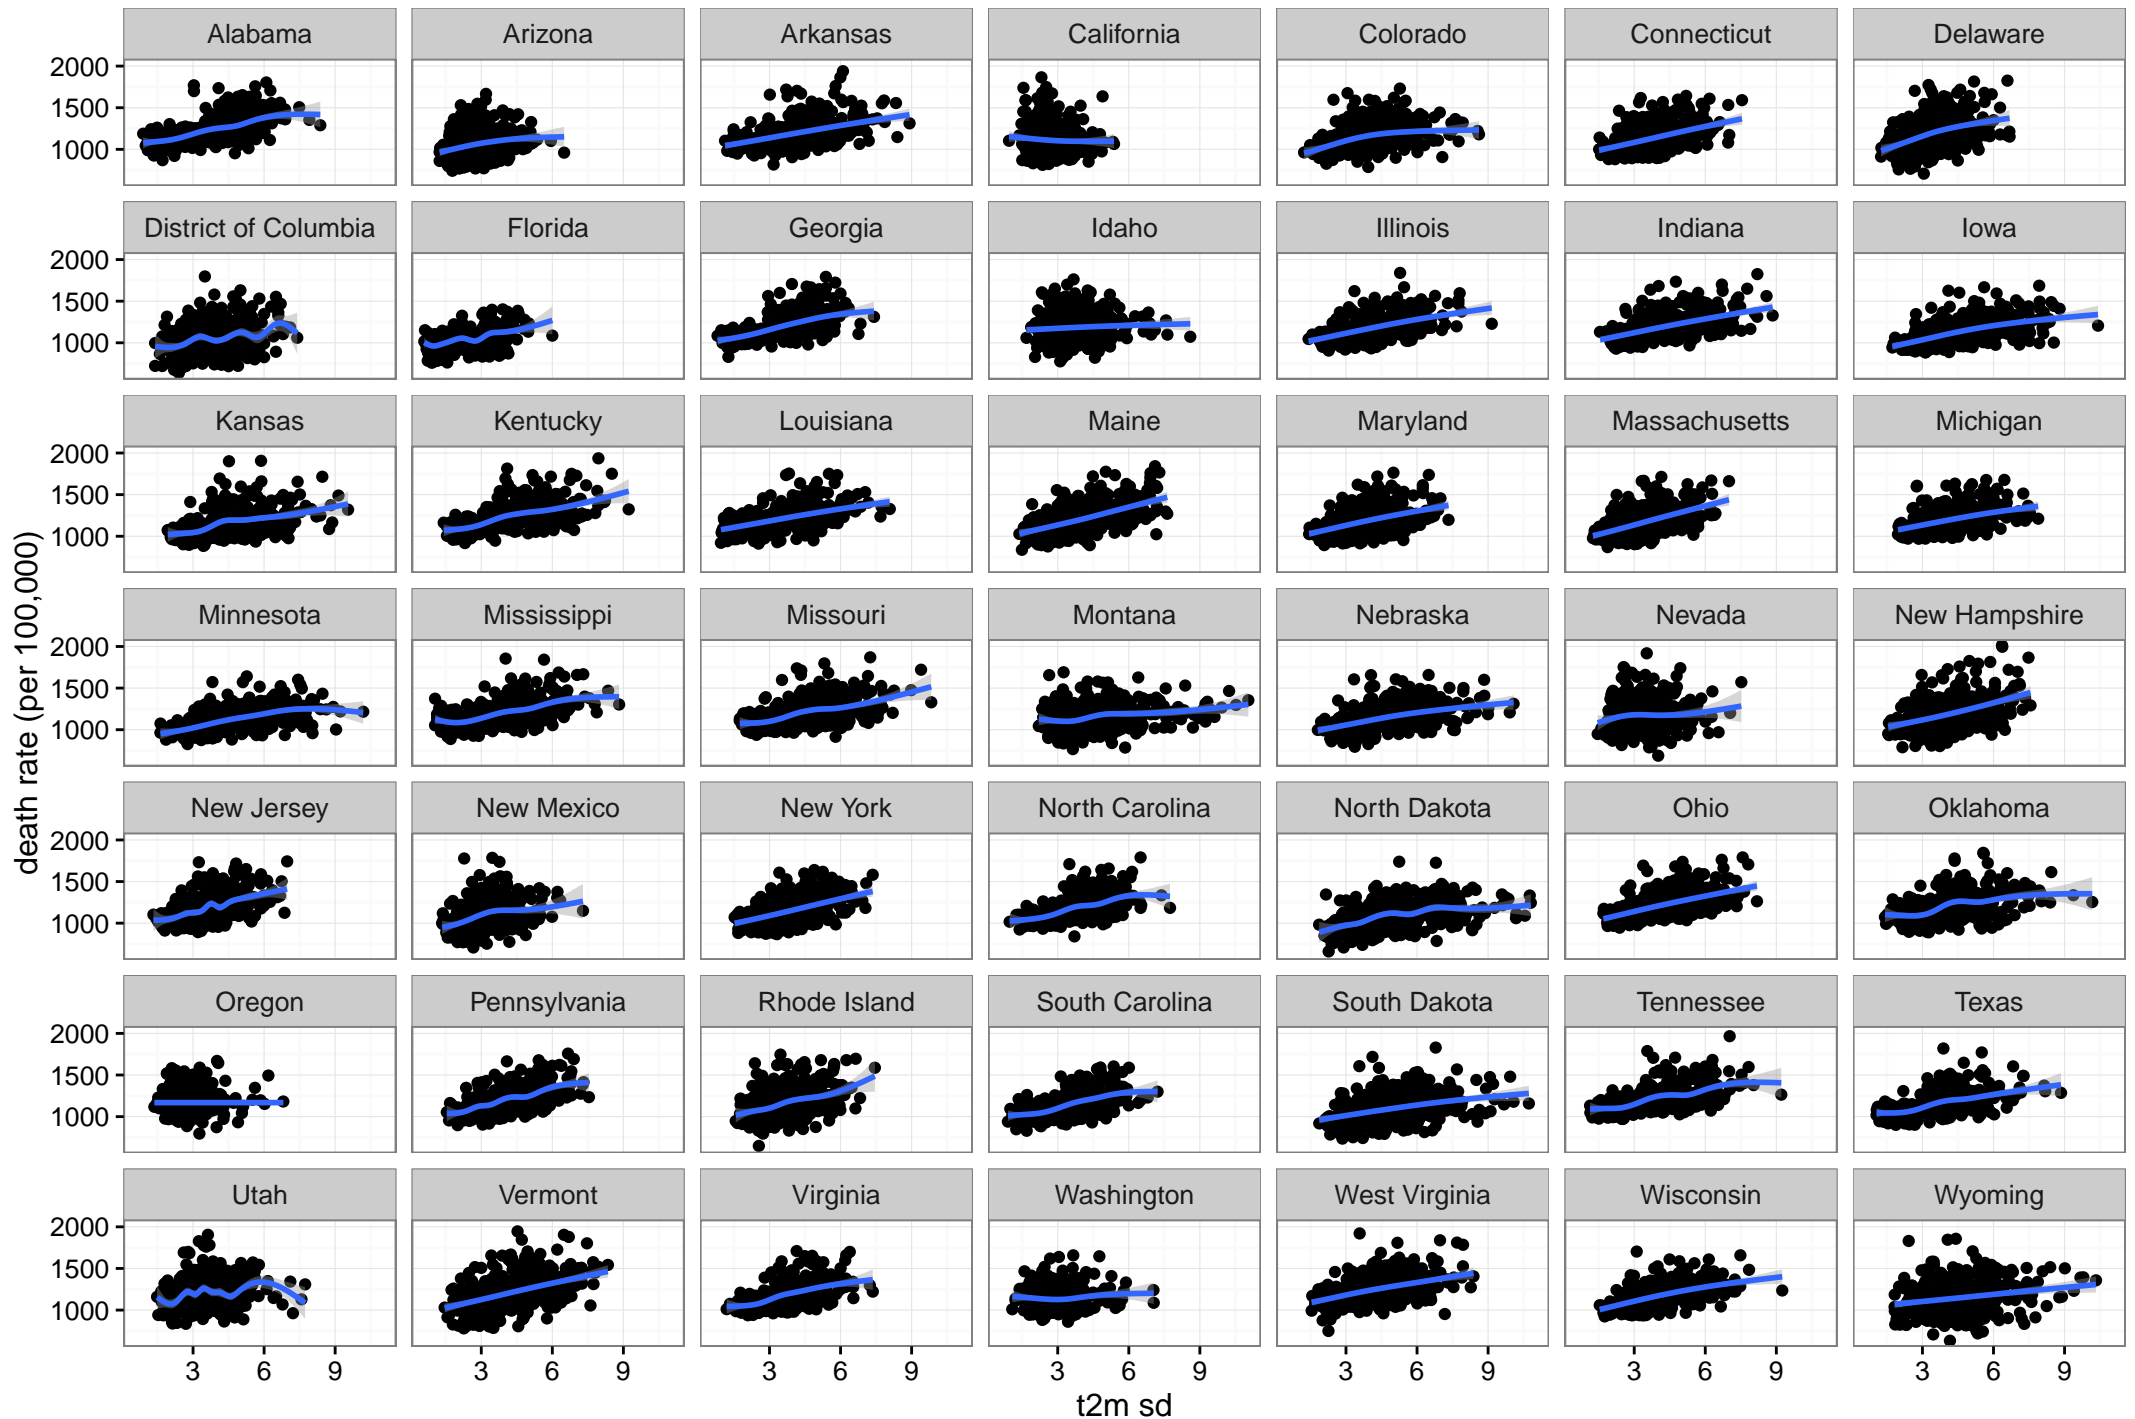 Alabama Arizona Arkansas California Colorado Connecticut Delaware
2000
1500
1000
District of Columbia Florida Georgia Idaho Illinois Indiana Iowa
2000
1500
1000
Kansas Kentucky Louisiana Maine Maryland Massachusetts Michigan
2000
1500
1000
death rate (per 100,000)
Minnesota Mississippi Missouri Montana Nebraska Nevada New Hampshire
2000
1500
1000
New Jersey New Mexico New York North Carolina North Dakota Ohio Oklahoma
2000
1500
1000
Oregon Pennsylvania Rhode Island South Carolina South Dakota Tennessee Texas
2000
1500
1000
Utah Vermont Virginia Washington West Virginia Wisconsin Wyoming
2000
1500
1000
3 6 9 3 6 9 3 6 9 3 6 9 3 6 9 3 6 9 3 6 9
t2m sd